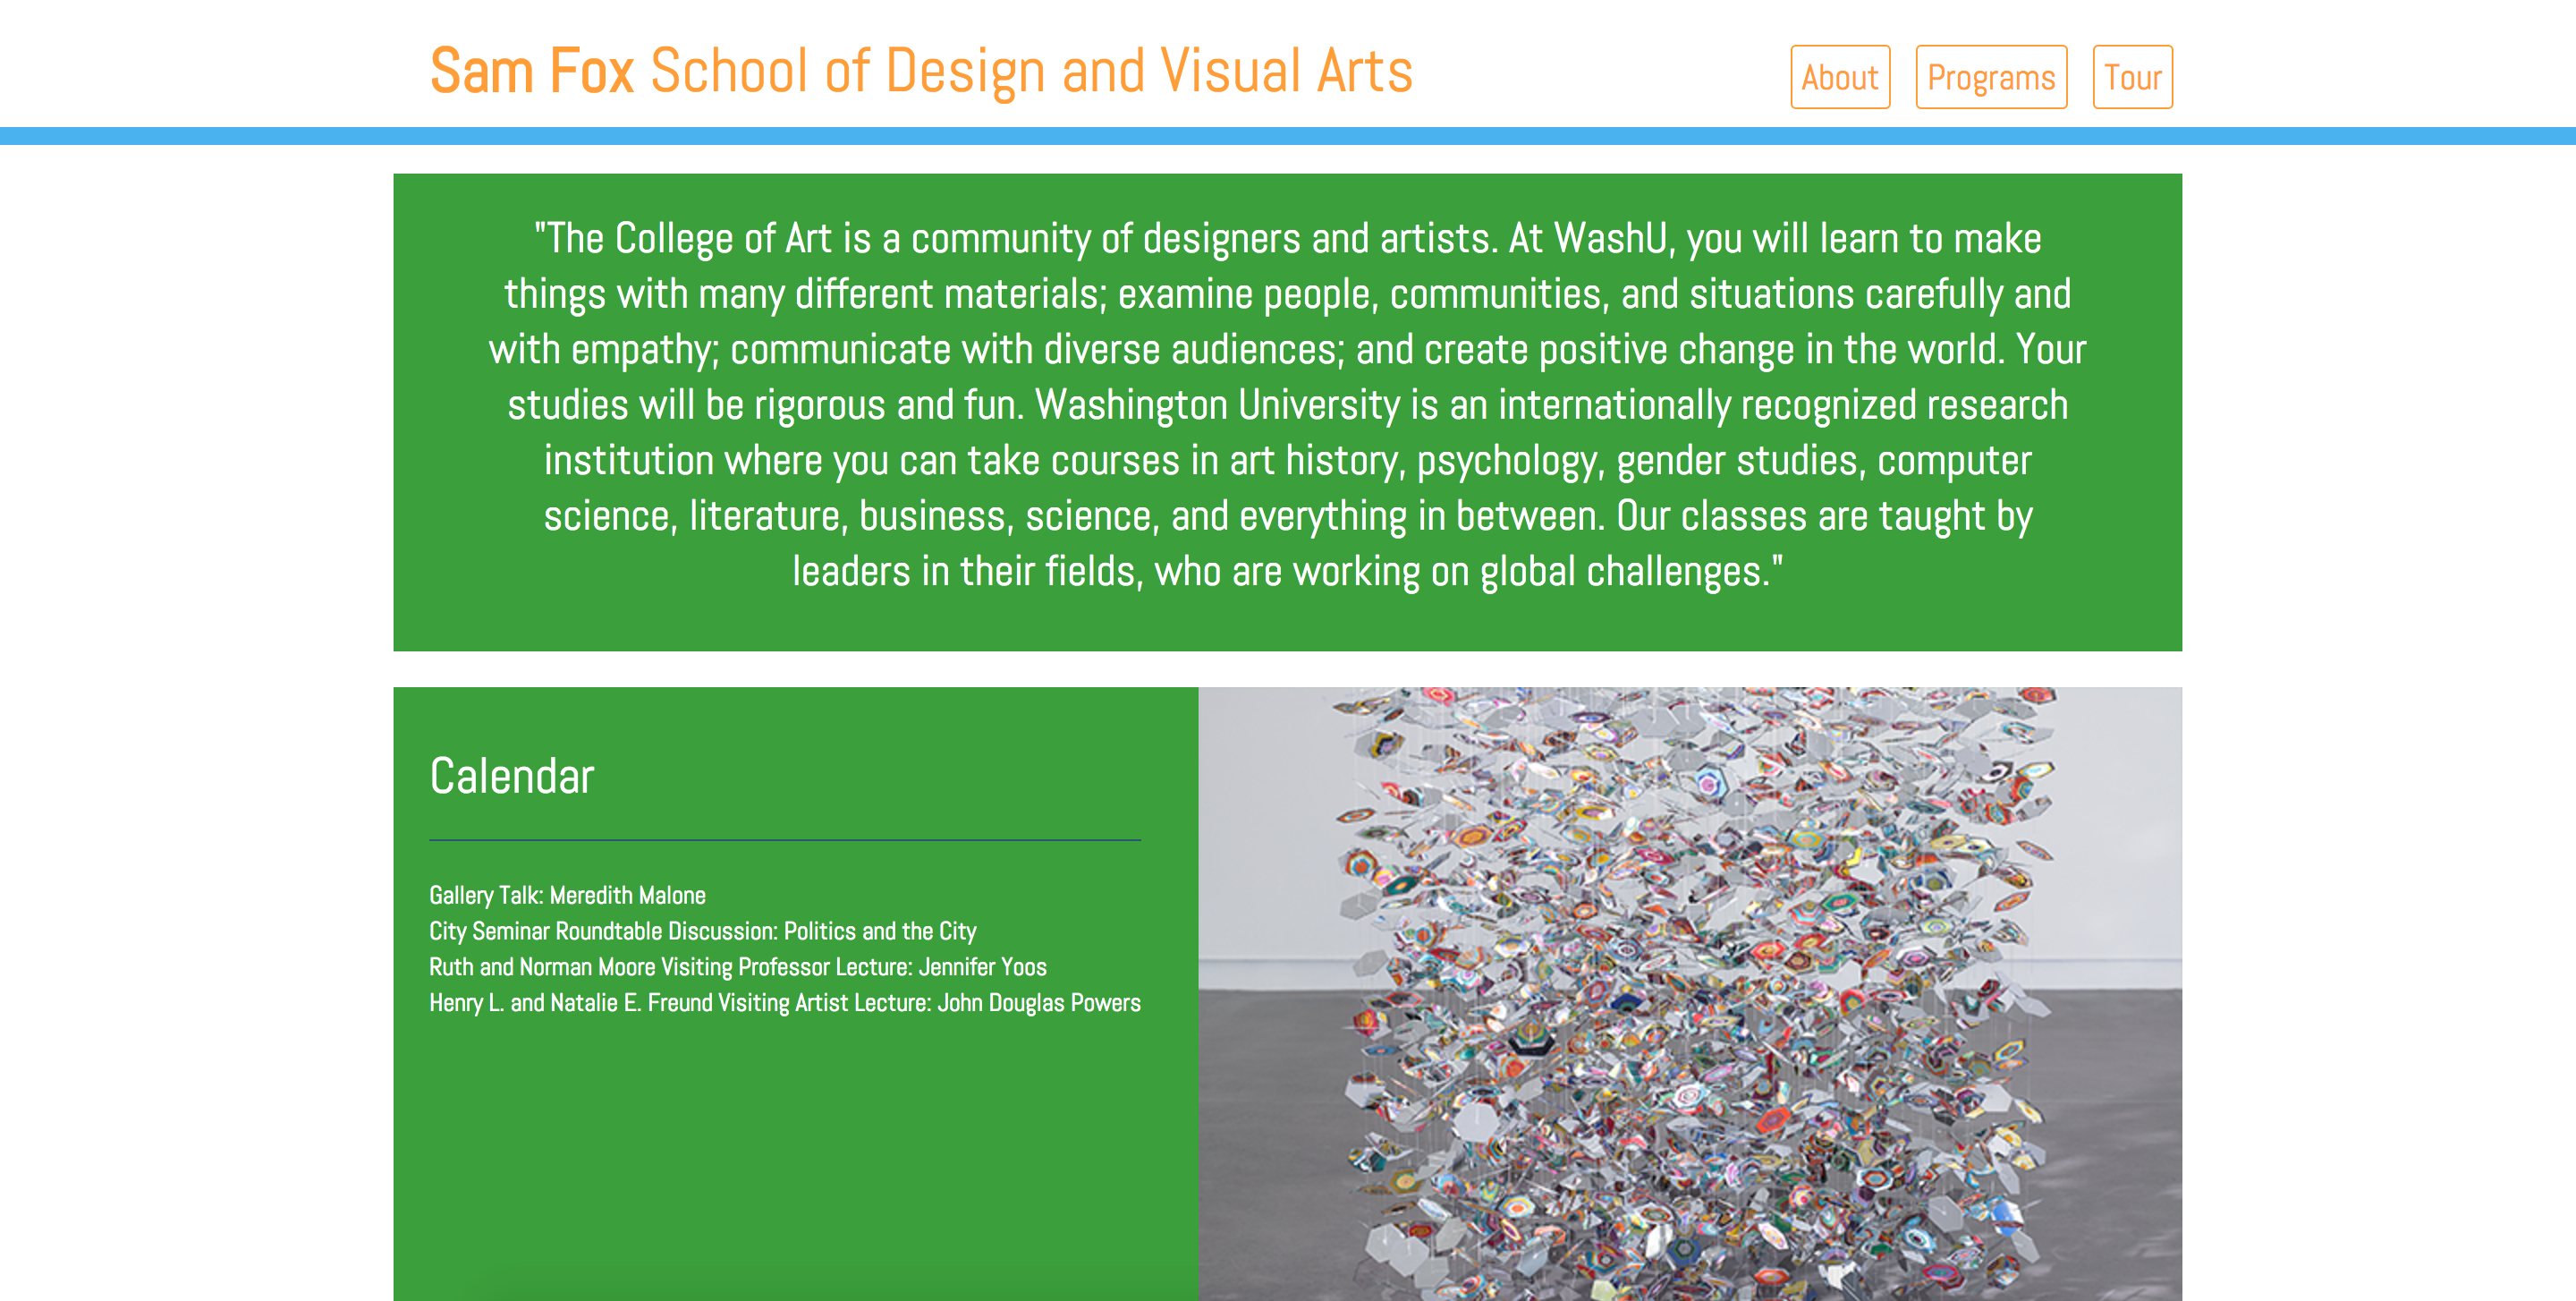 Sam Fox School of Design and Visual Arts
About
Programs
Tour
"The College of Art is a community of designers and artists. At WashU, you will learn to make
things with many different materials; examine people, communities, and situations carefully and
with empathy; communicate with diverse audiences; and create positive change in the world. Your
studies will be rigorous and fun. Washington University is an internationally recognized research
institution where you can take courses in art history, psychology, gender studies, computer
science, literature, business, science, and everything in between. Our classes are taught by
leaders in their fields, who are working on global challenges."
Calendar
Gallery Talk: Meredith Malone
City Seminar Roundtable Discussion: Politics and the City
Ruth and Norman Moore Visiting Professor Lecture: Jennifer Yoos
Henry L. and Natalie E. Freund Visiting Artist Lecture: John Douglas Powers